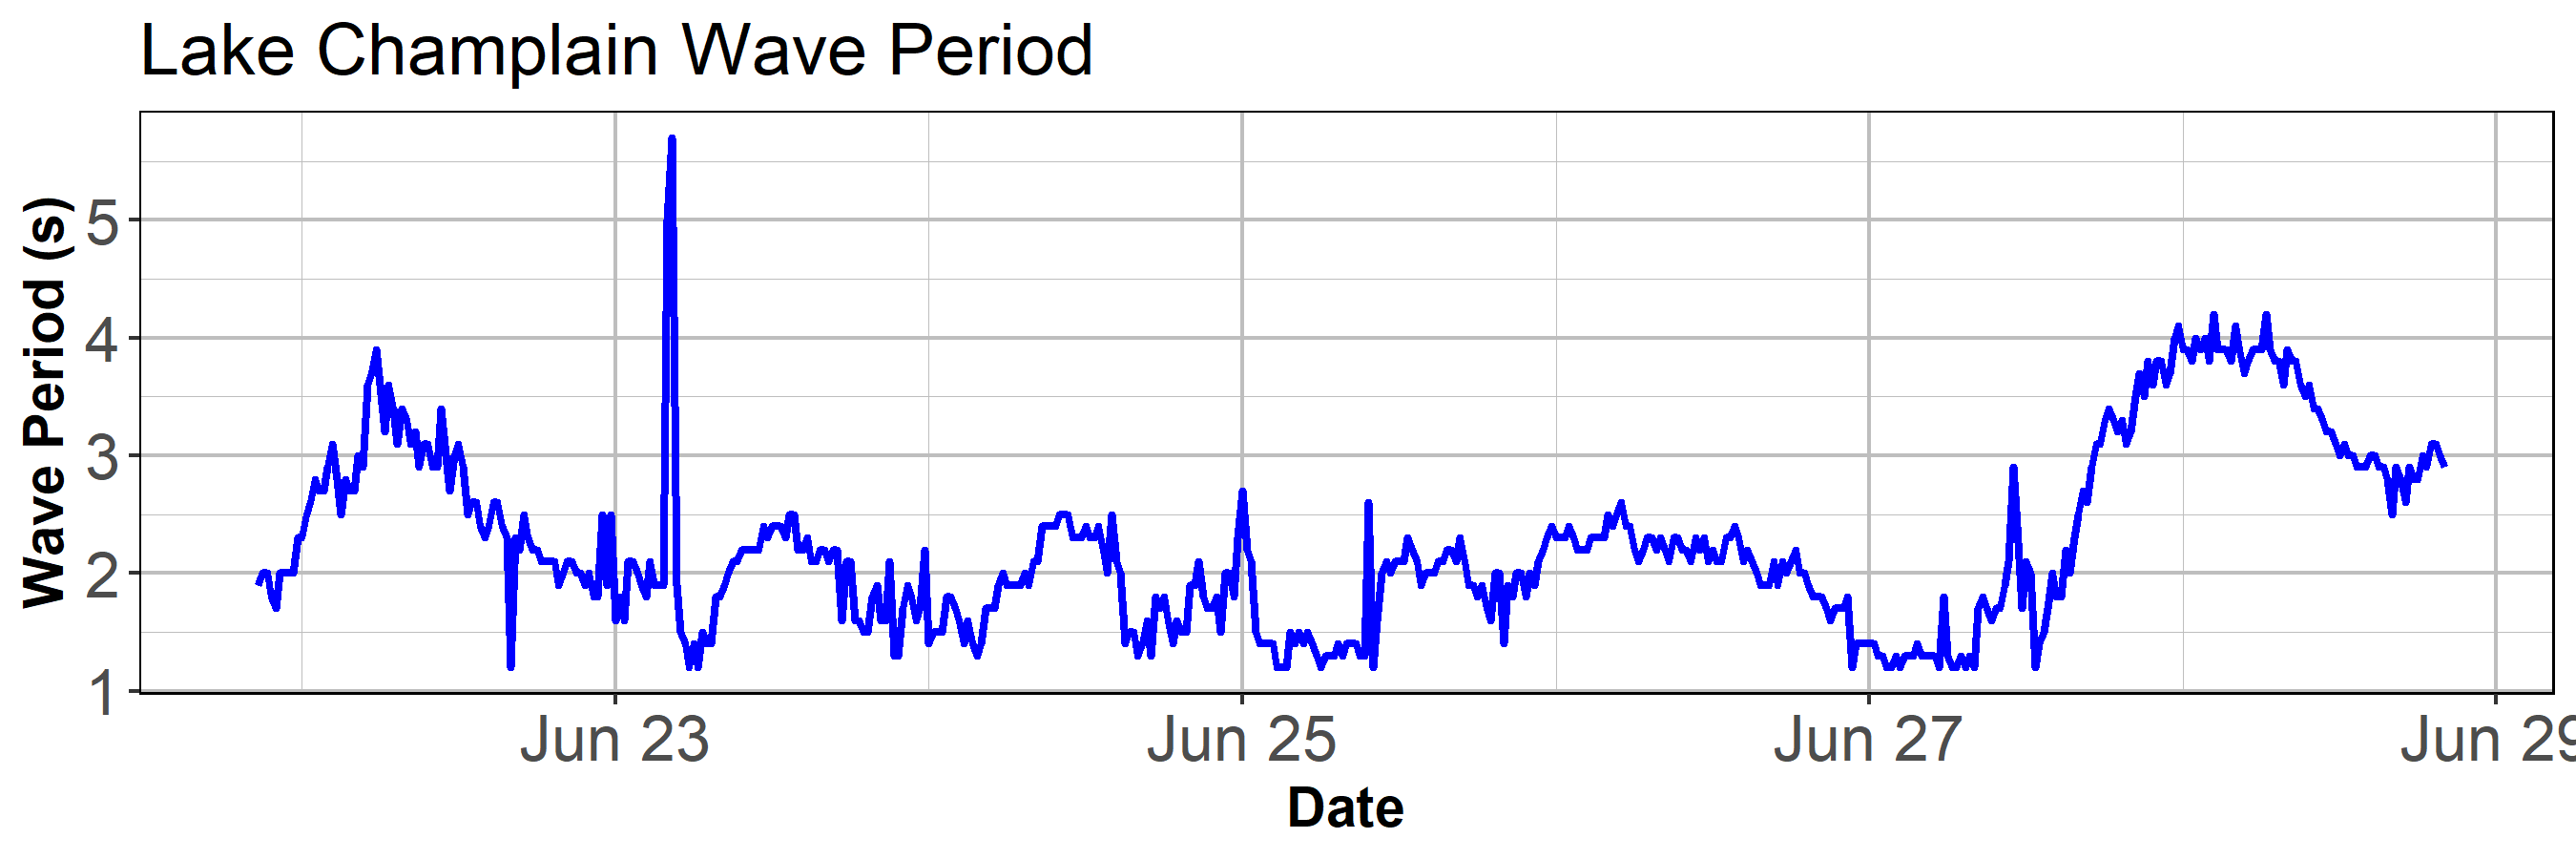 Lake Champlain Wave Period
Wave Period (s)
5
4
3
2
1
Jun 23
Jun 25
Jun 27
Jun 29
Date